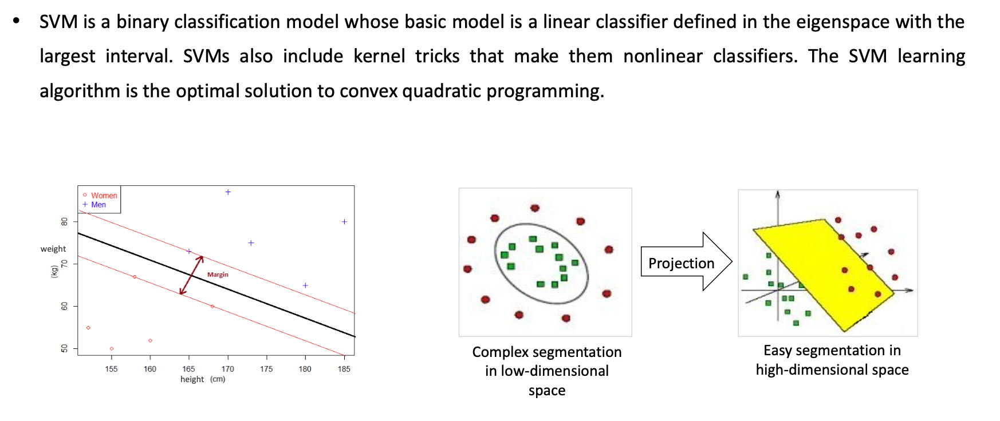 • SVM is a binary classification model whose basic model is a linear classifier defined in the eigenspace with the
largest interval. SVMs also include kernel tricks that make them nonlinear classifiers. The SVM learning
algorithm is the optimal solution to convex quadratic programming.
Women
Men
80
weight
70
(kg)
Margin
60
50
155 160 165 170 175 180 185
height (cm)
Projection
Complex segmentation
in low-dimensional
space
Easy segmentation in
high-dimensional space